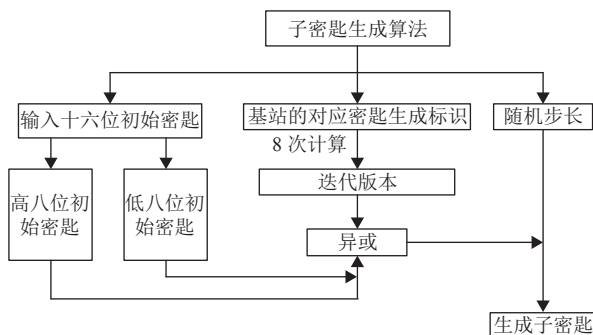 子密匙生成算法
输入十六位初始密匙
基站的对应密匙生成标识
随机步长
8 次计算
高八位初
始密匙
低八位初
始密匙
迭代版本
异或
生成子密匙